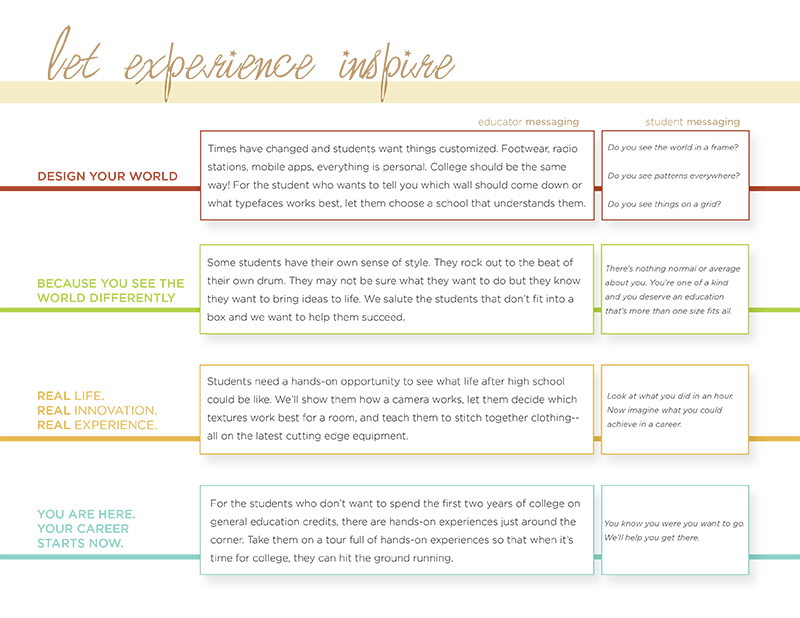 let experience inspire
educator messaging
student messaging
DESIGN YOUR WORLD
Times have changed and students want things customized. Footwear, radio
stations, mobile apps, everything is personal. College should be the same
way! For the student who wants to tell you which wall should come down or
what typefaces works best, let them choose a school that understands them.
Do you see the world in a frame?
Do you see patterns everywhere?
Do you see things on a grid?
BECAUSE YOU SEE THE
WORLD DIFFERENTLY
Some students have their own sense of style. They rock out to the beat of
their own drum. They may not be sure what they want to do but they know
they want to bring ideas to life. We salute the students that don't fit into a
box and we want to help them succeed.
There's nothing normal or average
about you. You're one of a kind
and you deserve an education
that's more than one size fits all.
REAL LIFE.
REAL INNOVATION.
REAL EXPERIENCE.
Students need a hands-on opportunity to see what life after high school
could be like. We'll show them how a camera works, let them decide which
textures work best for a room, and teach them to stitch together clothing--
all on the latest cutting edge equipment.
Look at what you did in an hour.
Now imagine what you could
achieve in a career.
YOU ARE HERE.
YOUR CAREER
STARTS NOW.
For the students who don't want to spend the first two years of college on
general education credits, there are hands-on experiences just around the
corner. Take them on a tour full of hands-on experiences so that when it's
time for college, they can hit the ground running.
You know you were you want to go.
We'll help you get there.